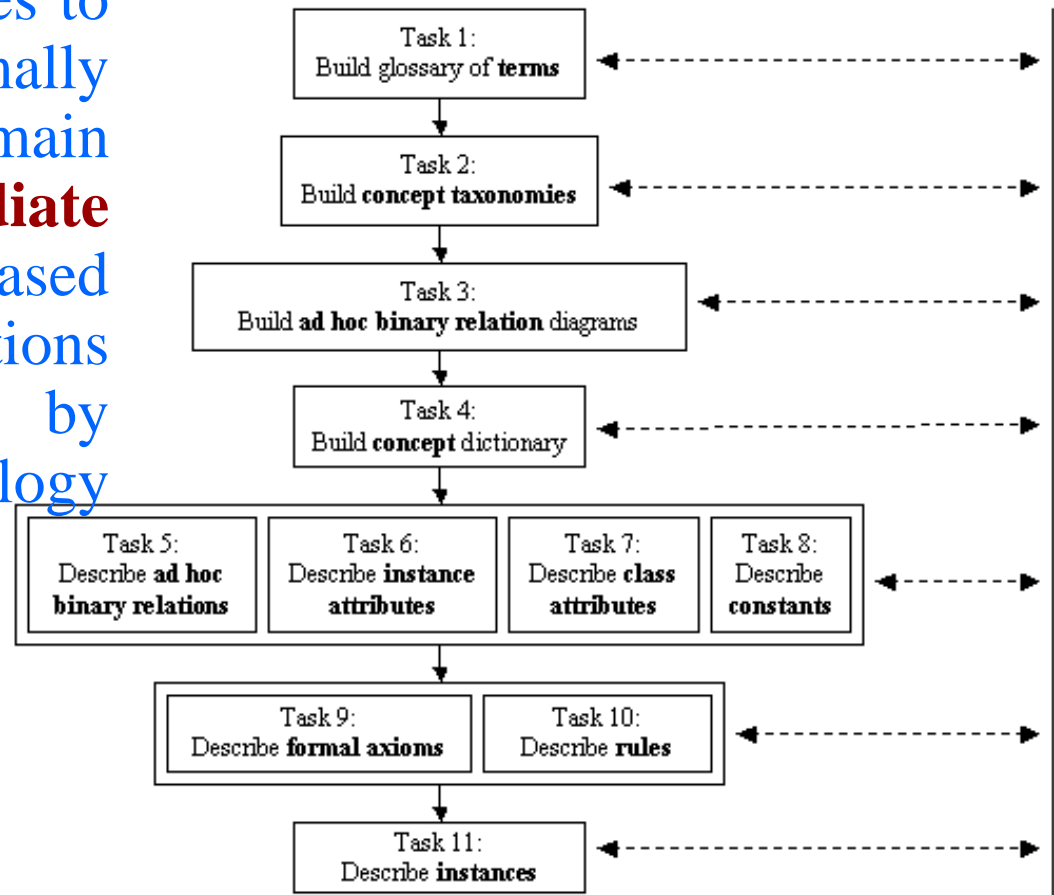 es to
nally
main
diate
ased
tions
by
logy
Task 1:
Build glossary of terms
Task 2:
Build concept taxonomies
Task 3:
Build ad hoc binary relation diagrams
Task 4:
Build concept dictionary
Task 5:
Describe ad hoc
binary relations
Task 6:
Describe instance
attributes
Task 7:
Describe class
attributes
Task 8:
Describe
constants
Task 9:
Describe formal axioms
Task 10:
Describe rules
Task 11:
Describe instances